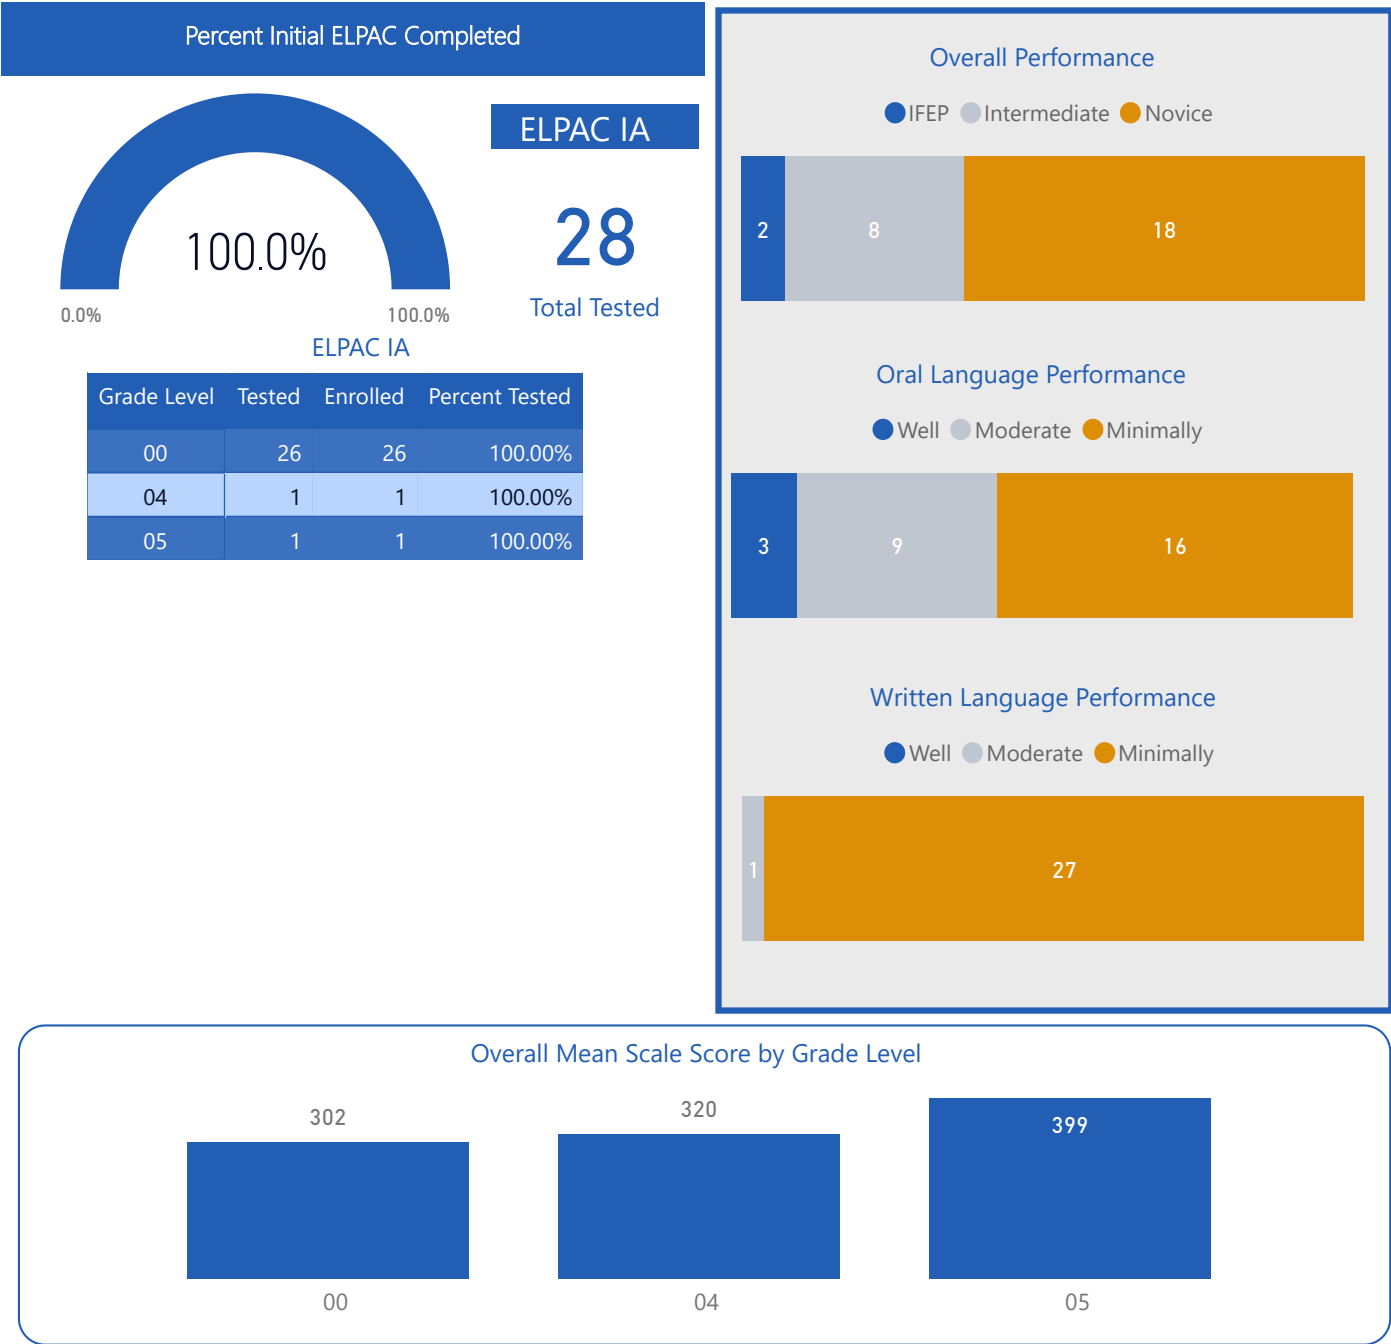 Percent Initial ELPAC Completed
100.0%
0.0%
100.0%
ELPAC IA
28
Total Tested
ELPAC IA
Grade Level Tested Enrolled Percent Tested
00 26 26 100.00%
04 1 1 100.00%
05 1 1 100.00%
Overall Performance
IFEP Intermediate Novice
2 8 18
Oral Language Performance
Well Moderate Minimally
3 9 16
Written Language Performance
Well Moderate Minimally
1 27
Overall Mean Scale Score by Grade Level
302 320 399
00 04 05